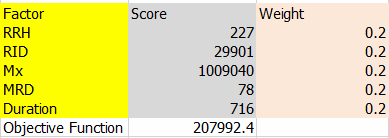 Factor Score Weight
RRH 227 0.2
RID 29901 0.2
Mx 1009040 0.2
MRD 78 0.2
Duration 716 0.2
Objective Function 207992.4